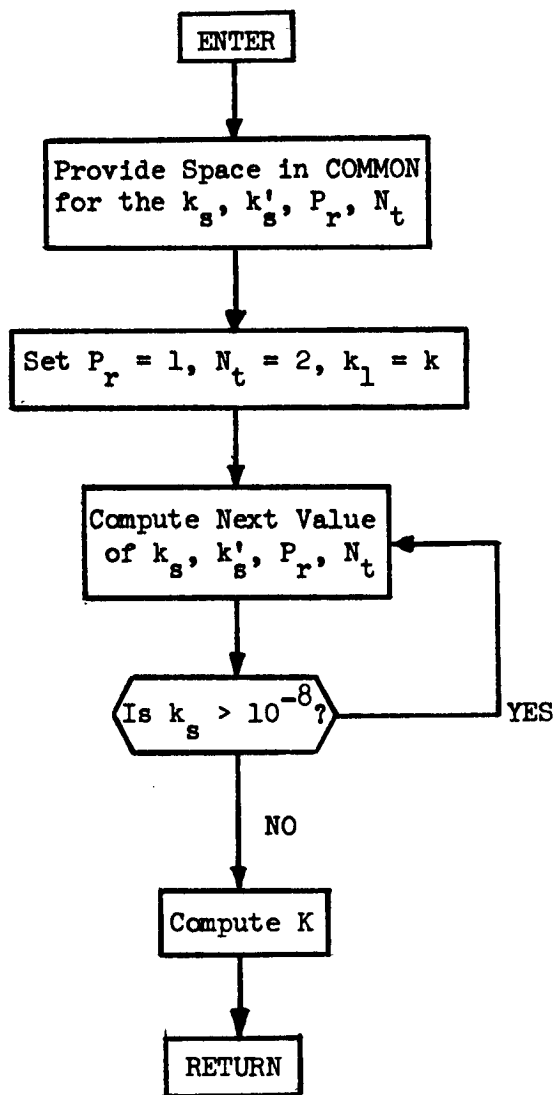 ENTER
Provide Space in COMMON
for the k_s, k'_s, P_r, N_t
Set P_r = 1, N_t = 2, k_1 = k
Compute Next Value
of k_s, k'_s, P_r, N_t
Is k_s > 10^-8?
YES
NO
Compute K
RETURN